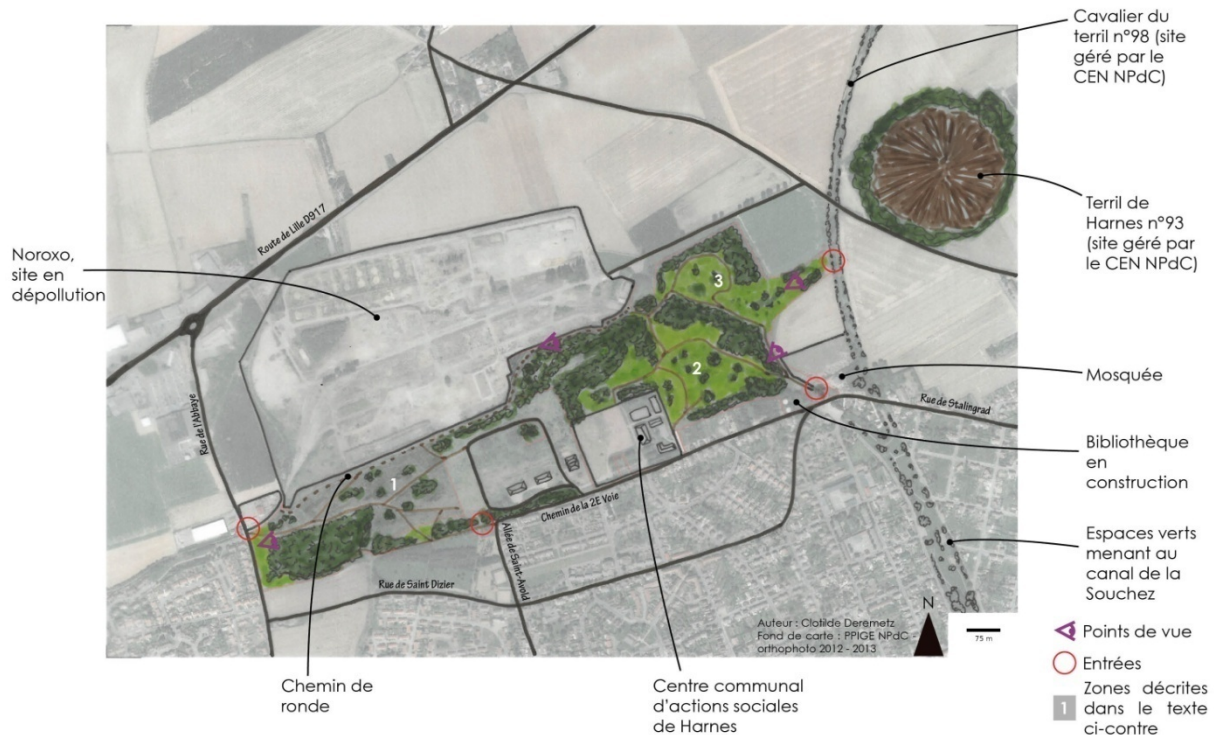 Cavalier du
terril n°98 (site
géré par le
CEN NPdC)
Terril de
Harnes n°93
(site géré par
le CEN NPdC)
Noroxo,
site en
dépollution
Route de Lille D917
Rue de l'Abbaye
3
2
1
Mosquée
Rue de Stalingrad
Bibliothèque
en
construction
Chemin de la 2E Voie
Allée de Saint-Avold
Rue de Saint Dizier
Espaces verts
menant au
canal de la
Souchez
Auteur : Clotilde Deremetz
Fond de carte : PPIGE NPdC -
orthophoto 2012 - 2013
N
75 m
Chemin de
ronde
Centre communal
d'actions sociales
de Harnes
Points de vue
Entrées
1
Zones décrites
dans le texte
ci-contre